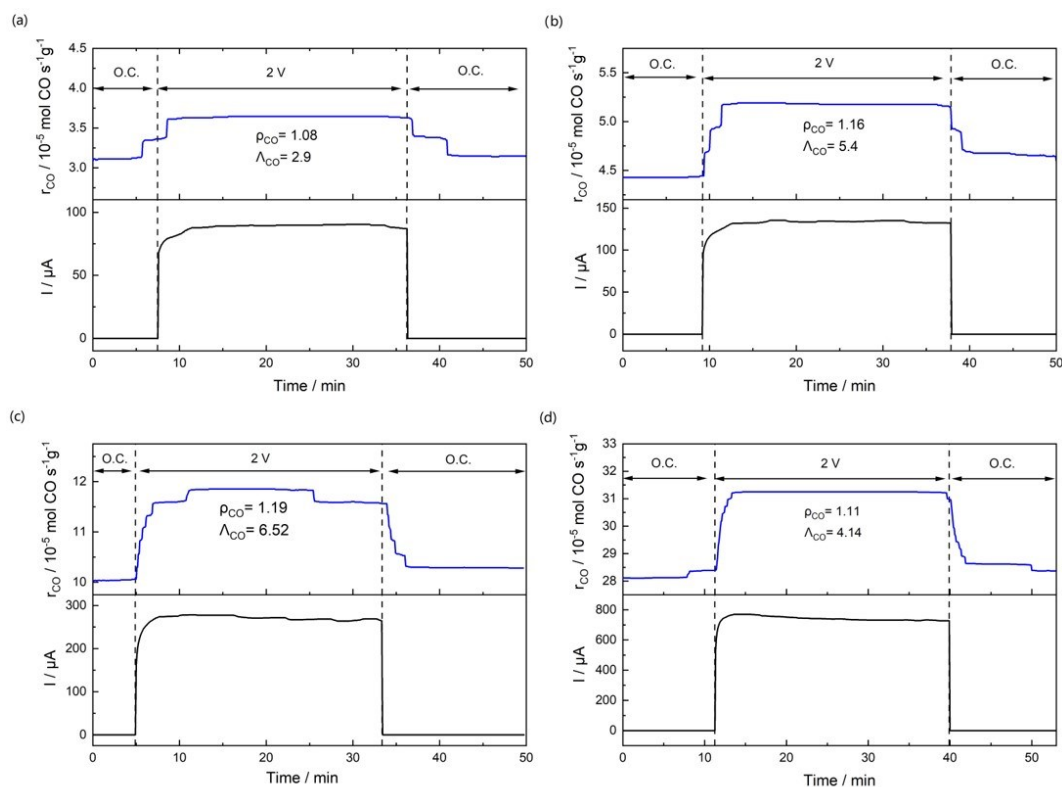 (a)
r_CO / 10^-5 mol CO s^-1g^-1
4.5
4.0
3.5
3.0
O.C.
2 V
O.C.
ρ_CO= 1.08
Λ_CO= 2.9
I / μA
100
50
0
0 10 20 30 40 50
Time / min
(b)
r_CO / 10^-5 mol CO s^-1g^-1
5.5
5.0
4.5
O.C.
2 V
O.C.
ρ_CO= 1.16
Λ_CO= 5.4
I / μA
150
100
50
0
0 10 20 30 40 50
Time / min
(c)
r_CO / 10^-5 mol CO s^-1g^-1
12
11
10
O.C.
2 V
O.C.
ρ_CO= 1.19
Λ_CO= 6.52
I / μA
300
200
100
0
0 10 20 30 40 50
Time / min
(d)
r_CO / 10^-5 mol CO s^-1g^-1
33
32
31
30
29
28
O.C.
2 V
O.C.
ρ_CO= 1.11
Λ_CO= 4.14
I / μA
800
600
400
200
0
0 10 20 30 40 50
Time / min